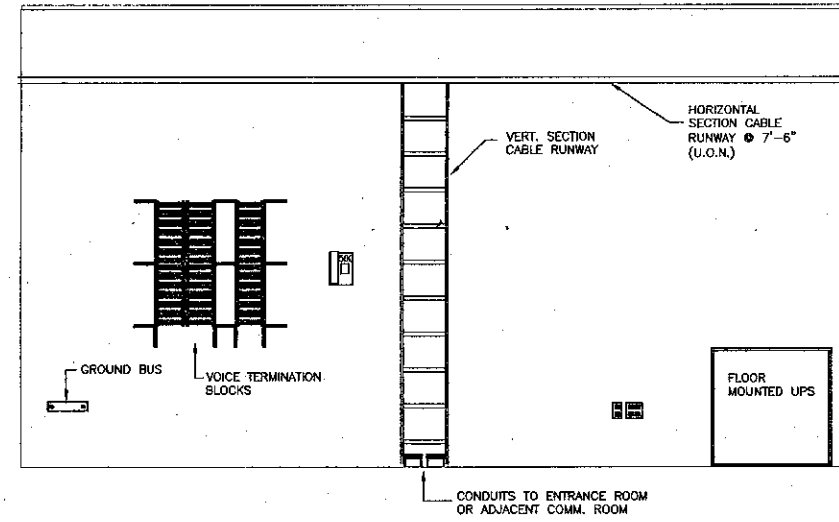 HORIZONTAL
SECTION CABLE
RUNWAY @ 7'-6"
(U.O.N.)
VERT. SECTION
CABLE RUNWAY
GROUND BUS
VOICE TERMINATION
BLOCKS
FLOOR
MOUNTED UPS
CONDUITS TO ENTRANCE ROOM
OR ADJACENT COMM. ROOM